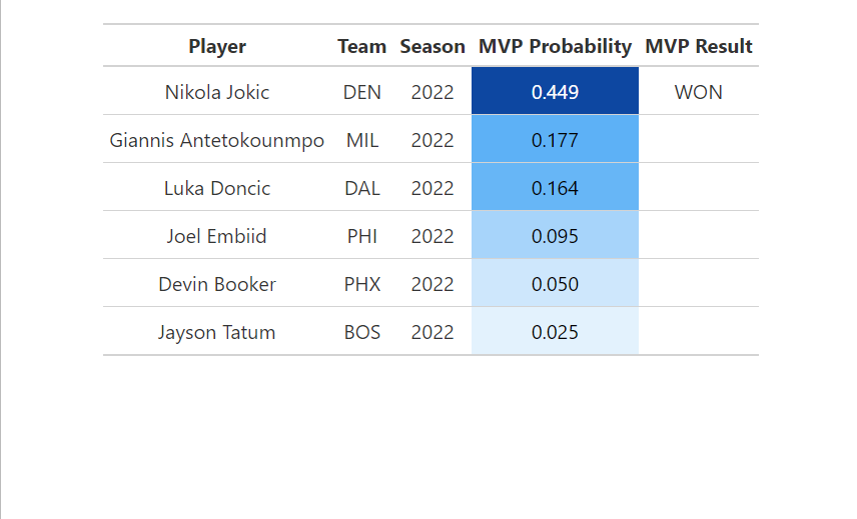 Player Team Season MVP Probability MVP Result
Nikola Jokic DEN 2022 0.449 WON
Giannis Antetokounmpo MIL 2022 0.177
Luka Doncic DAL 2022 0.164
Joel Embiid PHI 2022 0.095
Devin Booker PHX 2022 0.050
Jayson Tatum BOS 2022 0.025